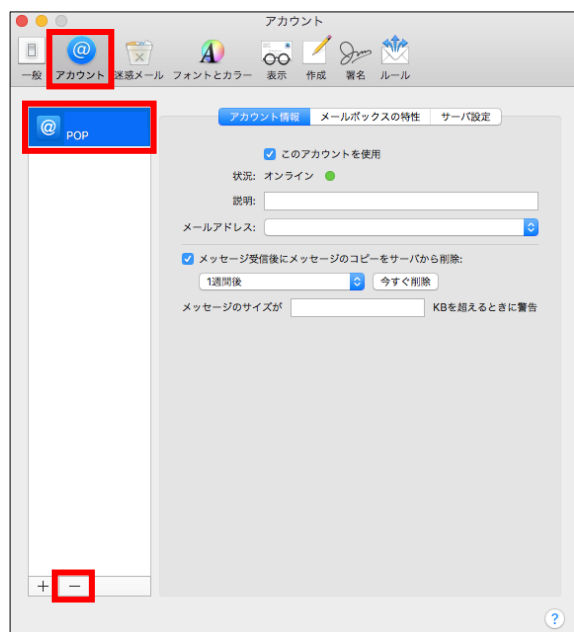 アカウント
一般 アカウント 迷惑メール フォントとカラー 表示 作成 署名 ルール
@ POP
アカウント情報 メールボックスの特性 サーバ設定
このアカウントを使用
状況: オンライン
説明:
メールアドレス:
メッセージ受信後にメッセージのコピーをサーバから削除:
1週間後 今すぐ削除
メッセージのサイズが KBを超えるときに警告
+ −
?